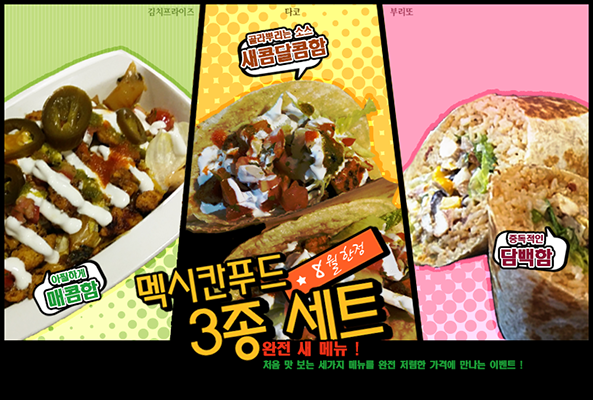 김치프라이즈
다코
부리또
골라뿌리는 소스
새콤달콤함
아릴하게
매콤함
중독적인
담백함
8월한정
멕시칸푸드
3종 세트
완전 새 메뉴 !
처음 맛 보는 세가지 메뉴를 완전 저렴한 가격에 만나는 이벤트 !